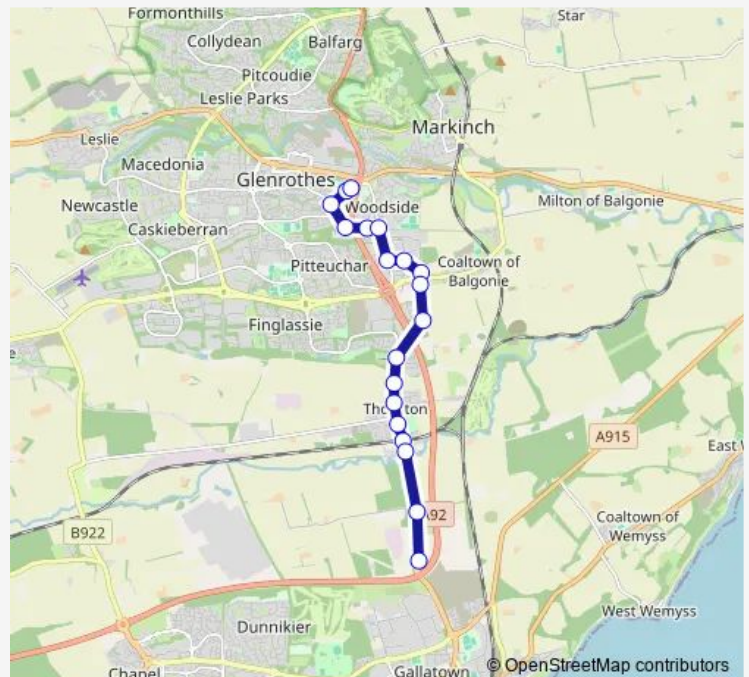 Formonthills
Star
Collydean
Balfarg
Pitcoudie
Leslie Parks
Markinch
Leslie
Macedonia
Glenrothes
Newcastle
Woodside
Milton of Balgonie
Caskieberran
Pitteuchar
Coaltown of
Balgonie
Finglassie
A915
East
A92
Coaltown of
Wemyss
B922
West Wemyss
Dunnikier
Chapel
Gallatown
© OpenStreetMap contributors